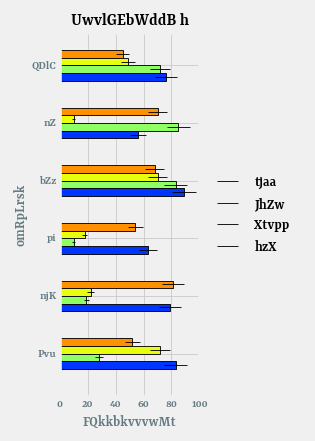 UwvlGEbWddB h
QDlC
nZ
bZz
pi
njK
Pvu
omRpLrsk
0 20 40 60 80 100
FQkkbkvvvwMt
tJaa
JhZw
Xtvpp
hzX